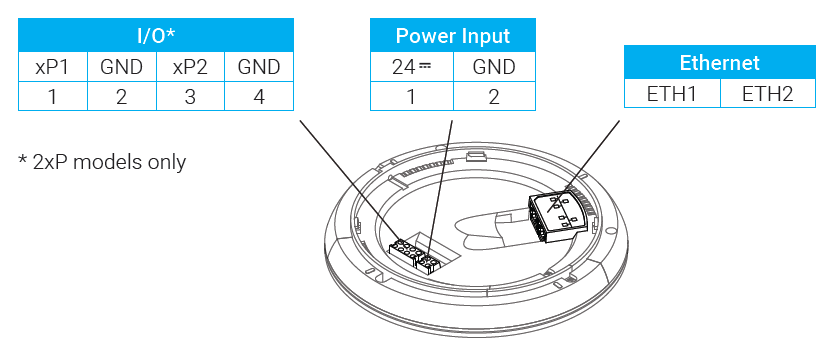 I/O*
xP1 GND xP2 GND
1 2 3 4
Power Input
24⎓ GND
1 2
Ethernet
ETH1 ETH2
* 2xP models only